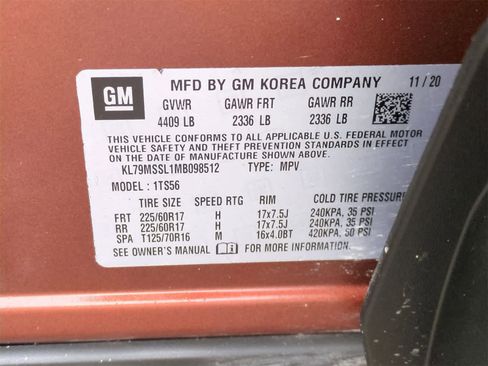 GM
MFD BY GM KOREA COMPANY 11/20
GVWR GAWR FRT GAWR RR
4409 LB 2336 LB 2336 LB
THIS VEHICLE CONFORMS TO ALL APPLICABLE U.S. FEDERAL MOTOR
VEHICLE SAFETY AND THEFT PREVENTION STANDARDS IN EFFECT ON
THE DATE OF MANUFACTURE SHOWN ABOVE.
KL79MSSL1MB098512 TYPE: MPV
MODEL : 1TS56
TIRE SIZE SPEED RTG RIM COLD TIRE PRESSURE
FRT 225/60R17 H 17x7.5J 240KPA, 35 PSI
RR 225/60R17 H 17x7.5J 240KPA, 35 PSI
SPA T125/70R16 M 16x4.0BT 420KPA, 60 PSI
SEE OWNER'S MANUAL FOR MORE INFORMATION.